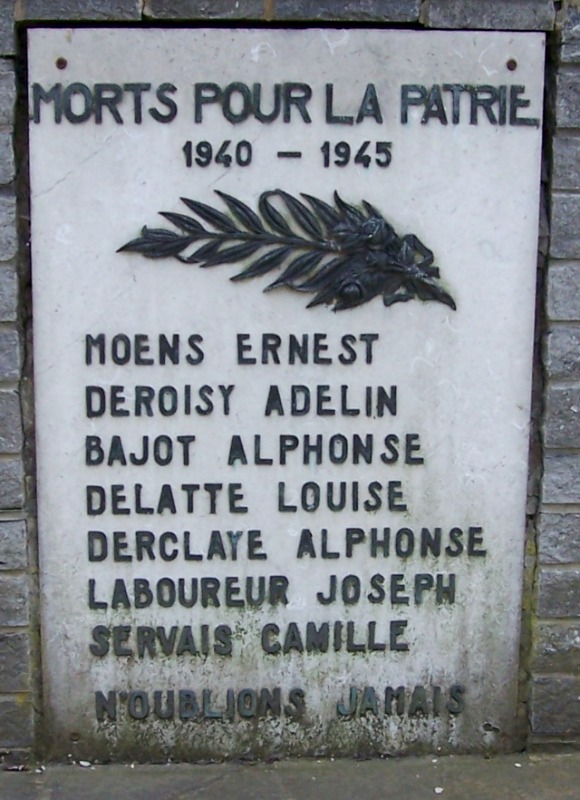 MORTS POUR LA PATRIE
1940 - 1945
MOENS ERNEST
DEROISY ADELIN
BAJOT ALPHONSE
DELATTE LOUISE
DERCLAYE ALPHONSE
LABOUREUR JOSEPH
SERVAIS CAMILLE
N'OUBLIONS JAMAIS